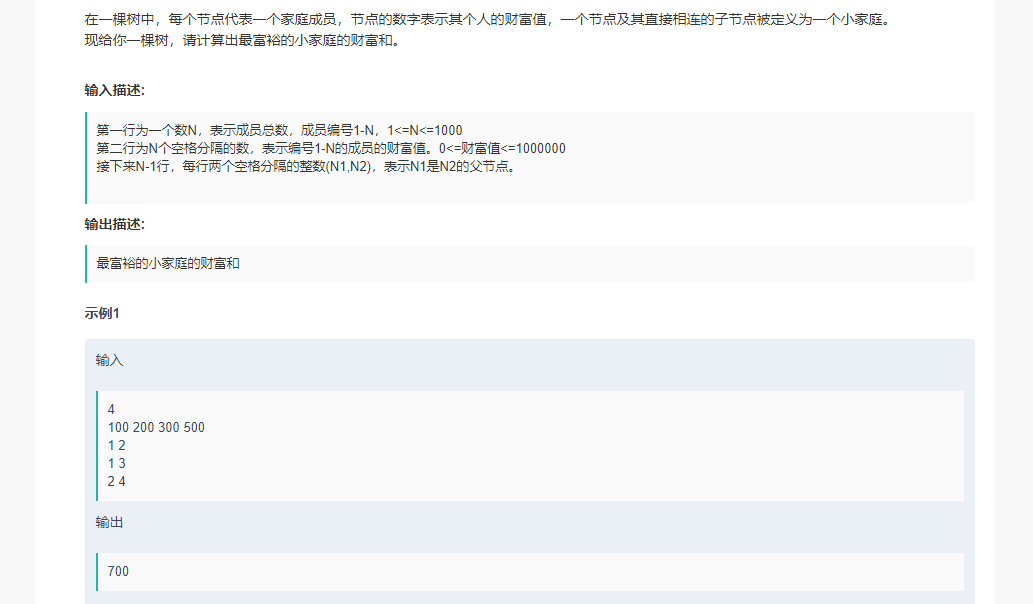 在一棵树中，每个节点代表一个家庭成员，节点的数字表示其个人的财富值，一个节点及其直接相连的子节点被定义为一个小家庭。
现给你一棵树，请计算出最富裕的小家庭的财富和。
输入描述:
第一行为一个数N，表示成员总数，成员编号1-N，1<=N<=1000
第二行为N个空格分隔的数，表示编号1-N的成员的财富值。0<=财富值<=1000000
接下来N-1行，每行两个空格分隔的整数(N1,N2)，表示N1是N2的父节点。
输出描述:
最富裕的小家庭的财富和
示例1
输入
4
100 200 300 500
1 2
1 3
2 4
输出
700